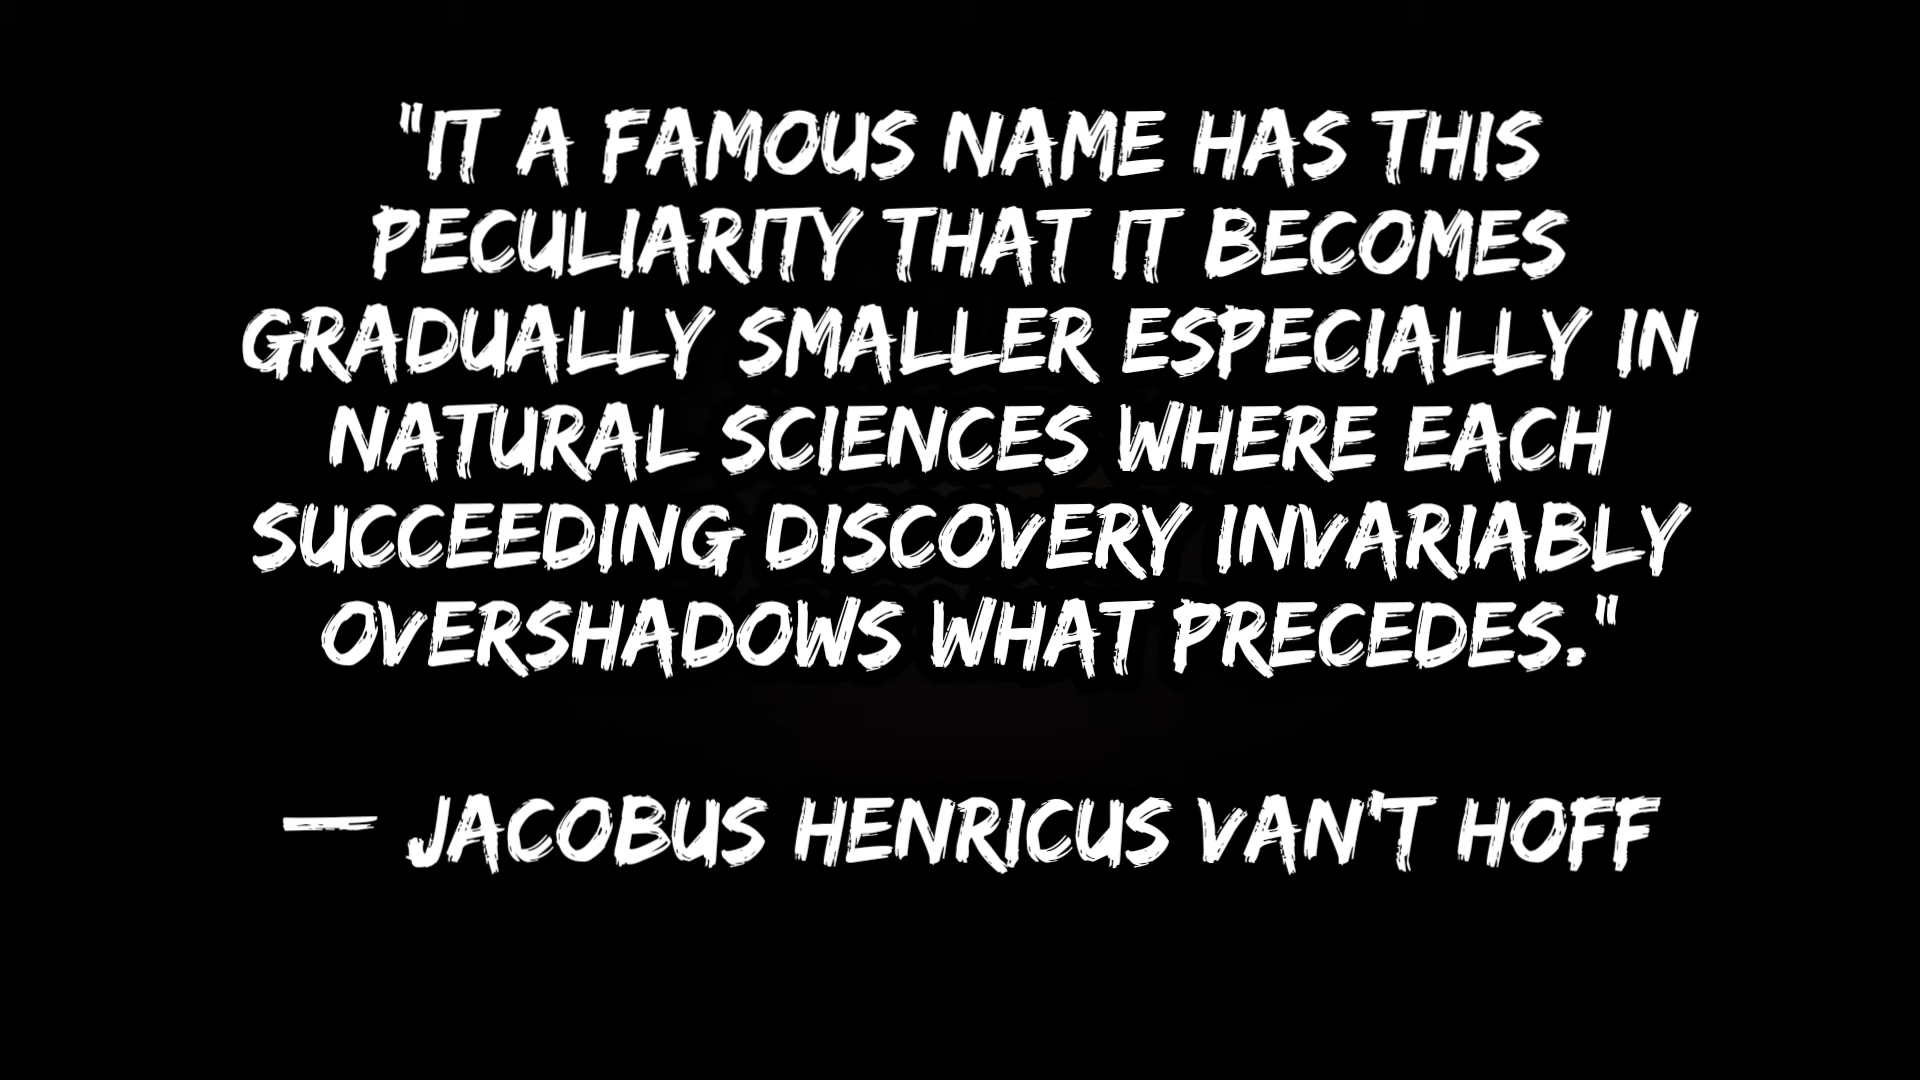 "IT A FAMOUS NAME HAS THIS
PECULIARITY THAT IT BECOMES
GRADUALLY SMALLER ESPECIALLY IN
NATURAL SCIENCES WHERE EACH
SUCCEEDING DISCOVERY INVARIABLY
OVERSHADOWS WHAT PRECEDES."
— JACOBUS HENRICUS VAN'T HOFF